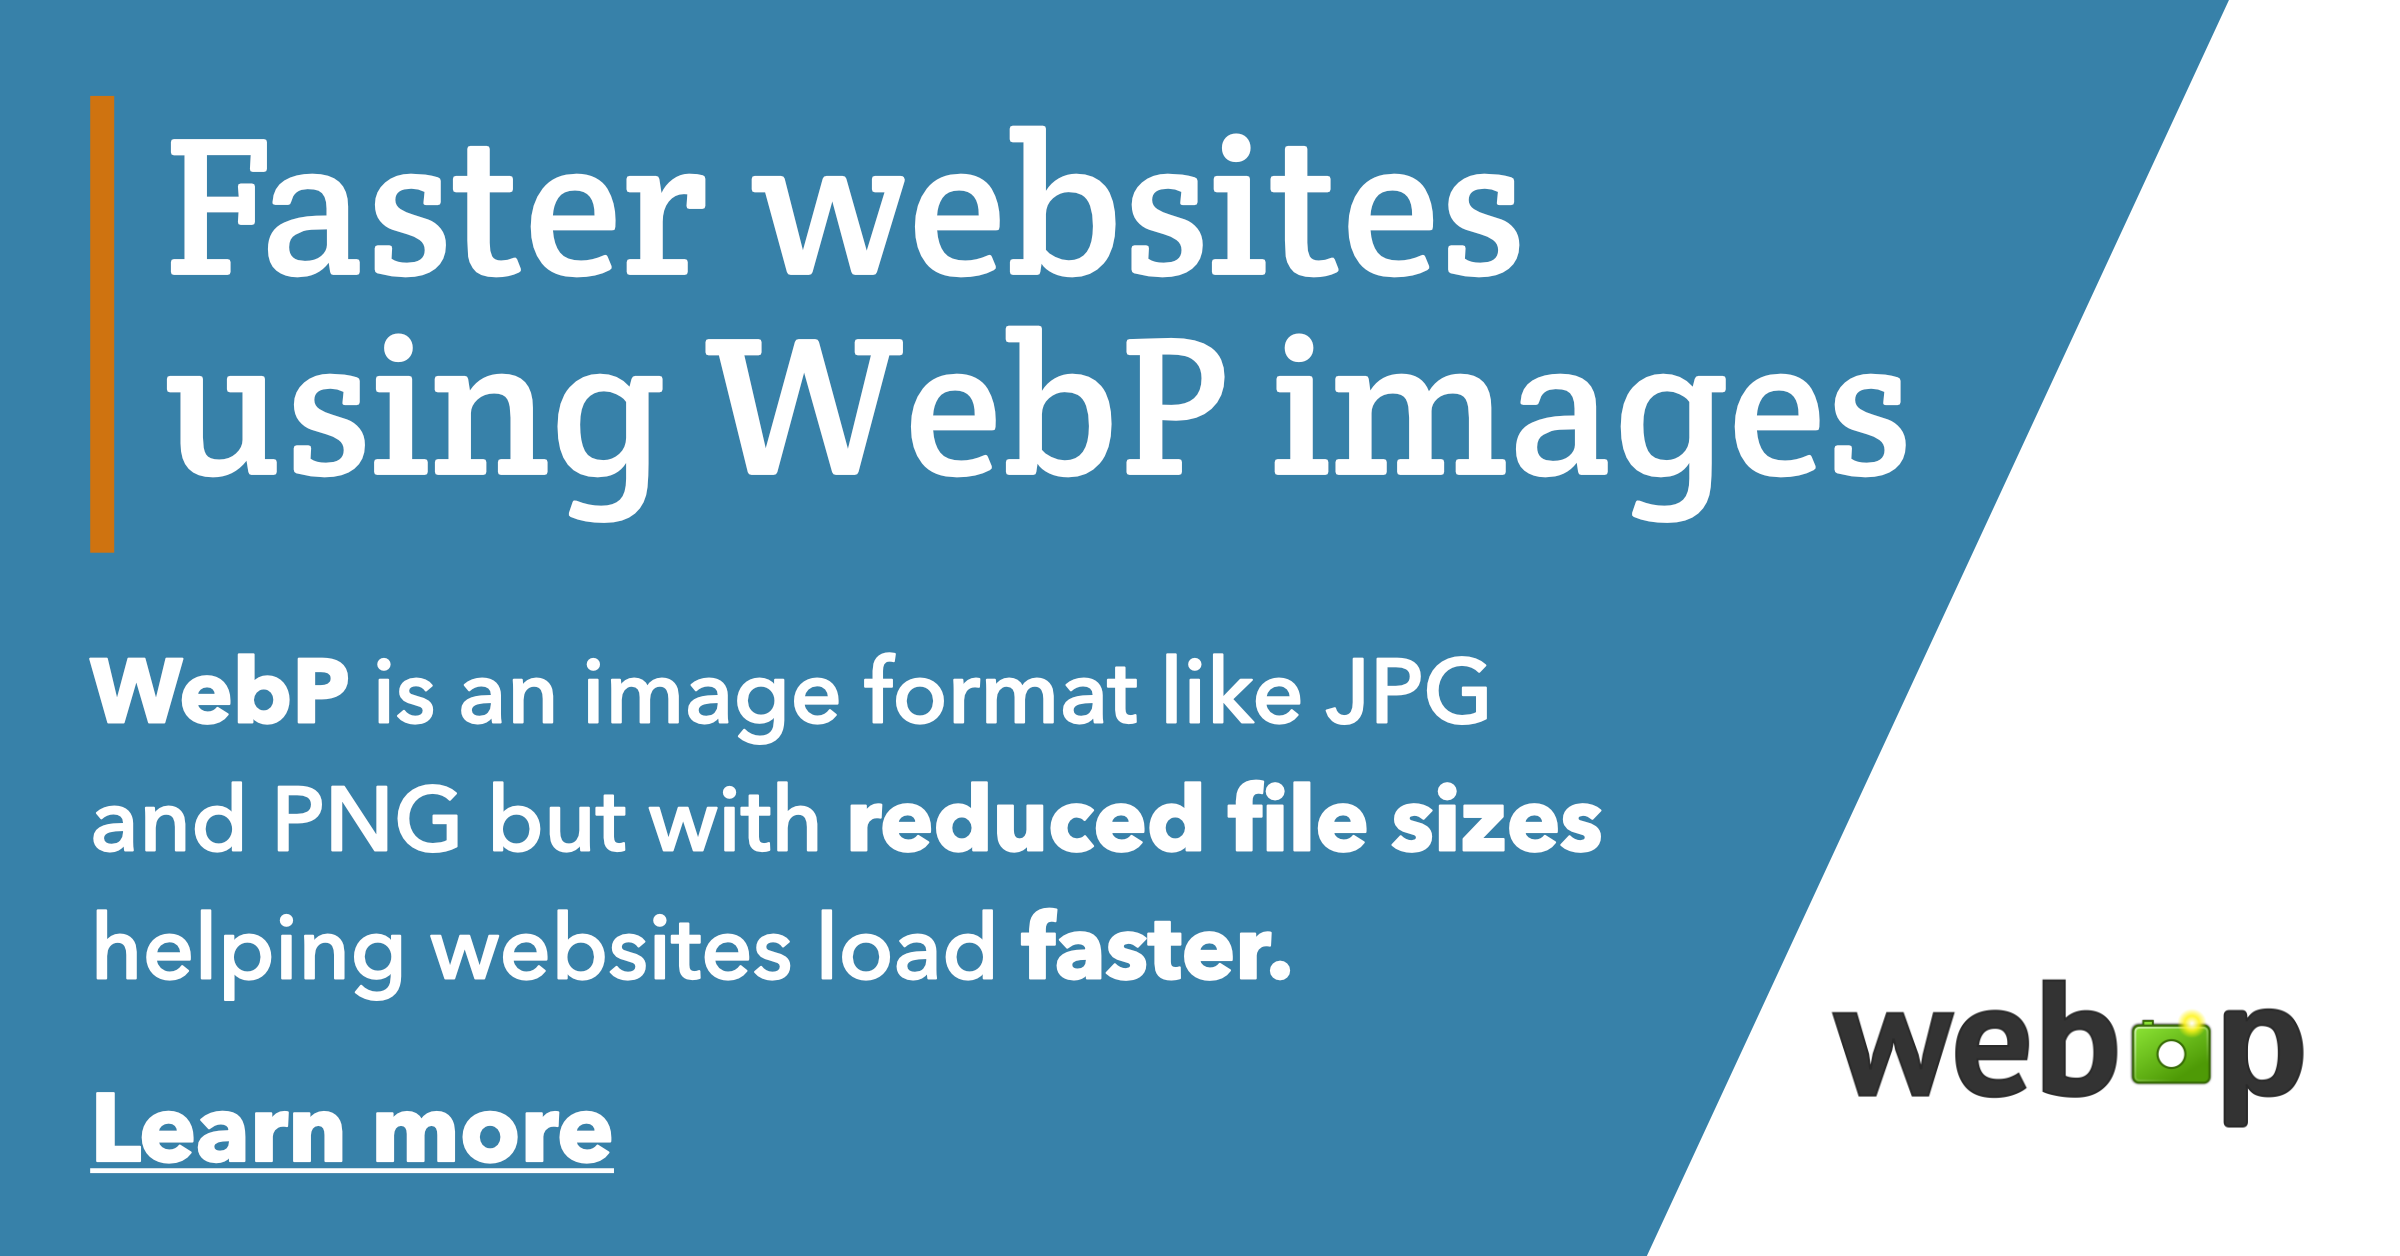 Faster websites
using WebP images
WebP is an image format like JPG
and PNG but with reduced file sizes
helping websites load faster.
Learn more
webp